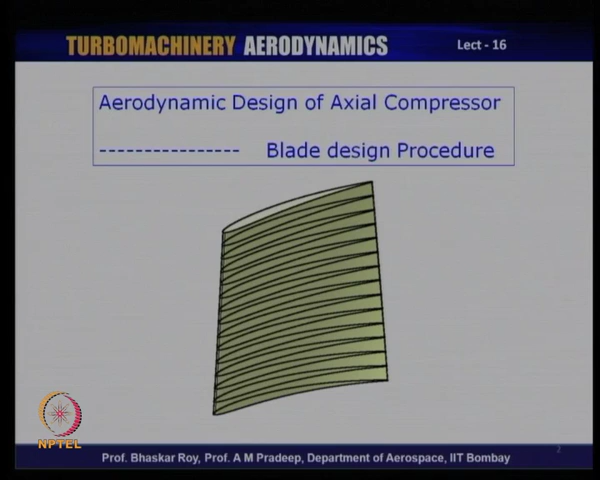 TURBOMACHINERY AERODYNAMICS Lect - 16
Aerodynamic Design of Axial Compressor
---------------- Blade design Procedure
NPTEL
Prof. Bhaskar Roy, Prof. A M Pradeep, Department of Aerospace, IIT Bombay
2